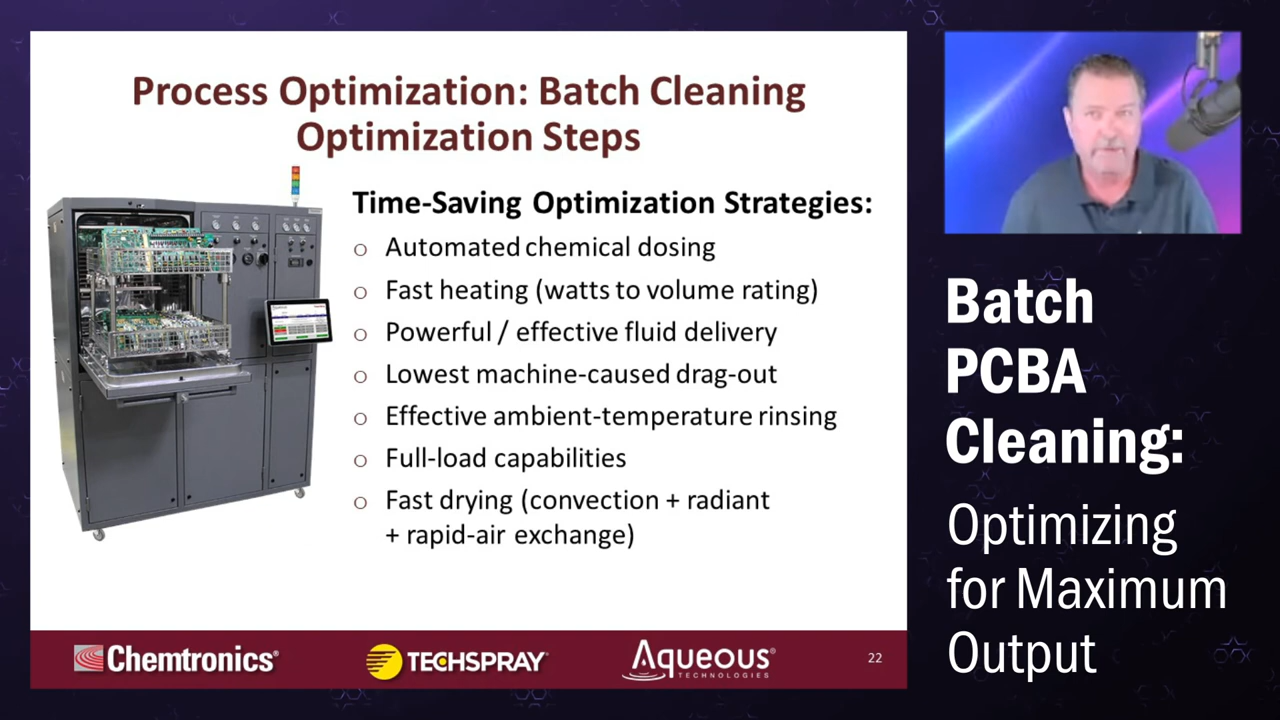 Process Optimization: Batch Cleaning
Optimization Steps
Time-Saving Optimization Strategies:
o Automated chemical dosing
o Fast heating (watts to volume rating)
o Powerful / effective fluid delivery
o Lowest machine-caused drag-out
o Effective ambient-temperature rinsing
o Full-load capabilities
o Fast drying (convection + radiant
+ rapid-air exchange)
Chemtronics®
TECHSPRAY®
Aqueous®
TECHNOLOGIES
22
Batch
PCBA
Cleaning:
Optimizing
for Maximum
Output